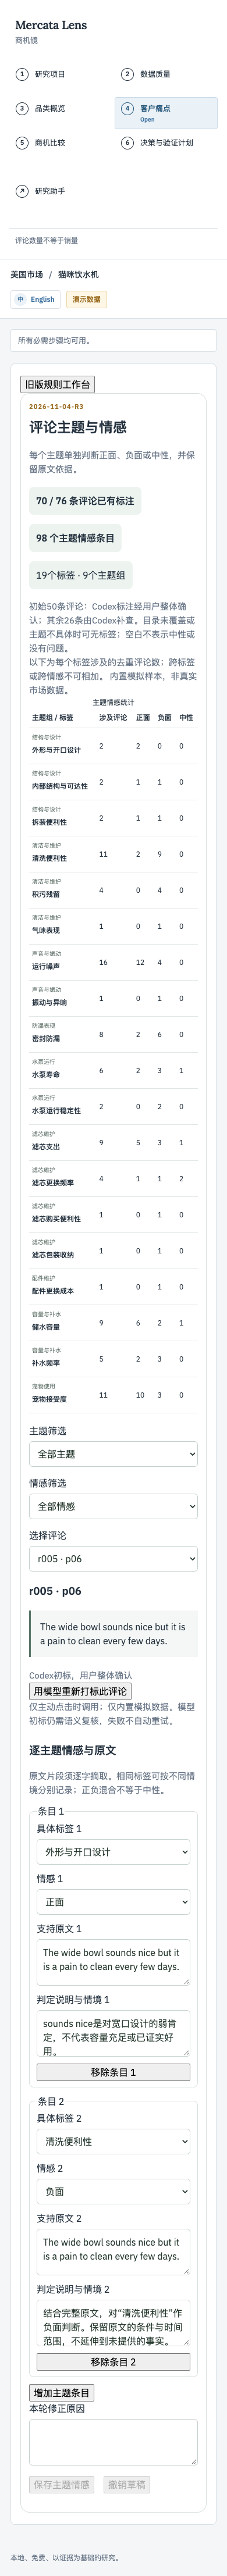 Mercata Lens
商机镜
1 研究项目
2 数据质量
3 品类概览
4 客户痛点
Open
5 商机比较
6 决策与验证计划
↗ 研究助手
评论数量不等于销量
美国市场 / 猫咪饮水机
中 English 演示数据
所有必需步骤均可用。
旧版规则工作台
2026-11-04-R3
评论主题与情感
每个主题单独判断正面、负面或中性，并保留原文依据。
70 / 76 条评论已有标注
98 个主题情感条目
19个标签 · 9个主题组
初始50条评论：Codex标注经用户整体确认；其余26条由Codex补查。目录未覆盖或主题不具体时可无标签；空白不表示中性或没有问题。
以下为每个标签涉及的去重评论数；跨标签或跨情感不可相加。 内置模拟样本，非真实市场数据。
主题情感统计
主题组 / 标签 涉及评论 正面 负面 中性
结构与设计
外形与开口设计 2 2 0 0
结构与设计
内部结构与可达性 2 1 1 0
结构与设计
拆装便利性 2 1 1 0
清洁与维护
清洗便利性 11 2 9 0
清洁与维护
积污残留 4 0 4 0
清洁与维护
气味表现 1 0 1 0
声音与振动
运行噪声 16 12 4 0
声音与振动
振动与异响 1 0 1 0
防漏表现
密封防漏 8 2 6 0
水泵运行
水泵寿命 6 2 3 1
水泵运行
水泵运行稳定性 2 0 2 0
滤芯维护
滤芯支出 9 5 3 1
滤芯维护
滤芯更换频率 4 1 1 2
滤芯维护
滤芯购买便利性 1 0 1 0
滤芯维护
滤芯包装收纳 1 0 1 0
配件维护
配件更换成本 1 0 1 0
容量与补水
储水容量 9 6 2 1
容量与补水
补水频率 5 2 3 0
宠物使用
宠物接受度 11 10 3 0
主题筛选
全部主题
情感筛选
全部情感
选择评论
r005 · p06
r005 · p06
The wide bowl sounds nice but it is a pain to clean every few days.
Codex初标，用户整体确认
用模型重新打标此评论
仅主动点击时调用；仅内置模拟数据。模型初标仍需语义复核，失败不自动重试。
逐主题情感与原文
原文片段须逐字摘取。相同标签可按不同情境分别记录；正负混合不等于中性。
条目 1
具体标签 1
外形与开口设计
情感 1
正面
支持原文 1
The wide bowl sounds nice but it is a pain to clean every few days.
判定说明与情境 1
sounds nice是对宽口设计的弱肯定，不代表容量充足或已证实好用。
移除条目 1
条目 2
具体标签 2
清洗便利性
情感 2
负面
支持原文 2
The wide bowl sounds nice but it is a pain to clean every few days.
判定说明与情境 2
结合完整原文，对“清洗便利性”作负面判断。保留原文的条件与时间范围，不延伸到未提供的事实。
移除条目 2
增加主题条目
本轮修正原因
保存主题情感 撤销草稿
本地、免费、以证据为基础的研究。